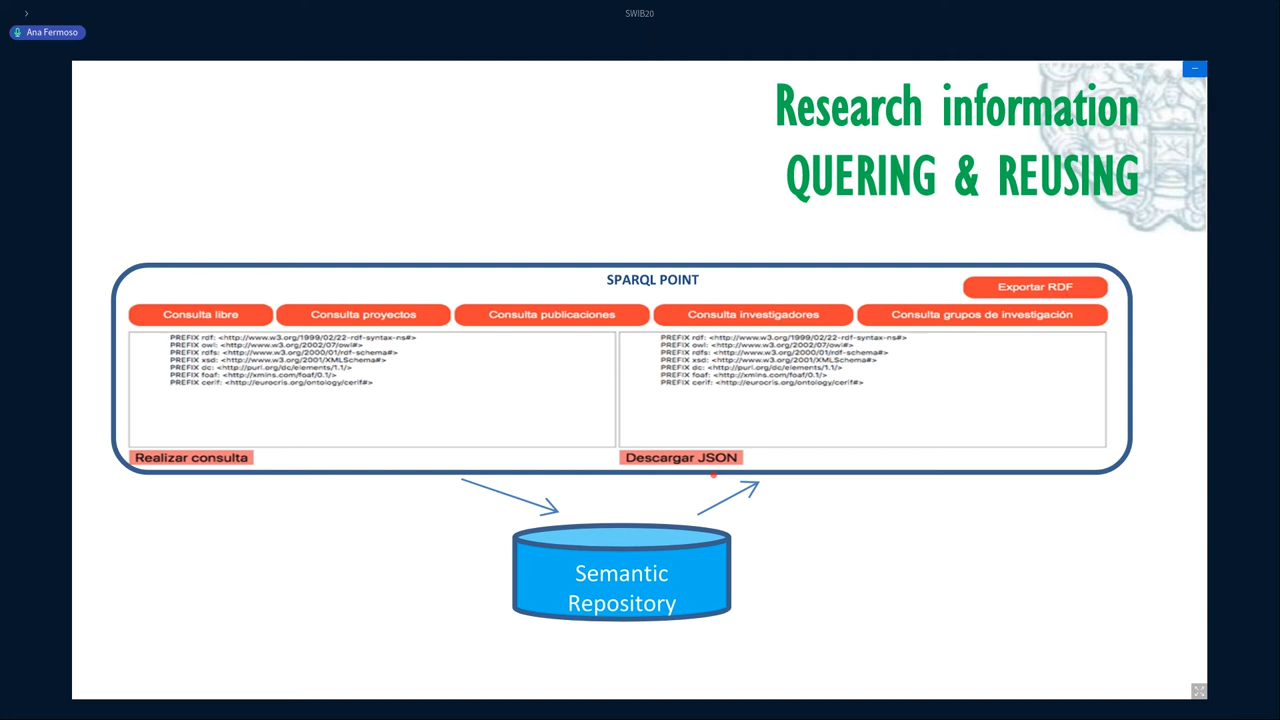 SWIB20
Ana Fermoso
Research information
QUERING & REUSING
SPARQL POINT
Exportar RDF
Consulta libre
Consulta proyectos
Consulta publicaciones
Consulta investigadores
Consulta grupos de investigación
PREFIX rdf: <http://www.w3.org/1999/02/22-rdf-syntax-ns#>
PREFIX owl: <http://www.w3.org/2002/07/owl#>
PREFIX rdfs: <http://www.w3.org/2000/01/rdf-schema#>
PREFIX xsd: <http://www.w3.org/2001/XMLSchema#>
PREFIX dc: <http://purl.org/dc/elements/1.1/>
PREFIX foaf: <http://xmlns.com/foaf/0.1/>
PREFIX cerif: <http://eurocris.org/ontology/cerif#>
PREFIX rdf: <http://www.w3.org/1999/02/22-rdf-syntax-ns#>
PREFIX owl: <http://www.w3.org/2002/07/owl#>
PREFIX rdfs: <http://www.w3.org/2000/01/rdf-schema#>
PREFIX xsd: <http://www.w3.org/2001/XMLSchema#>
PREFIX dc: <http://purl.org/dc/elements/1.1/>
PREFIX foaf: <http://xmlns.com/foaf/0.1/>
PREFIX cerif: <http://eurocris.org/ontology/cerif#>
Realizar consulta
Descargar JSON
Semantic
Repository